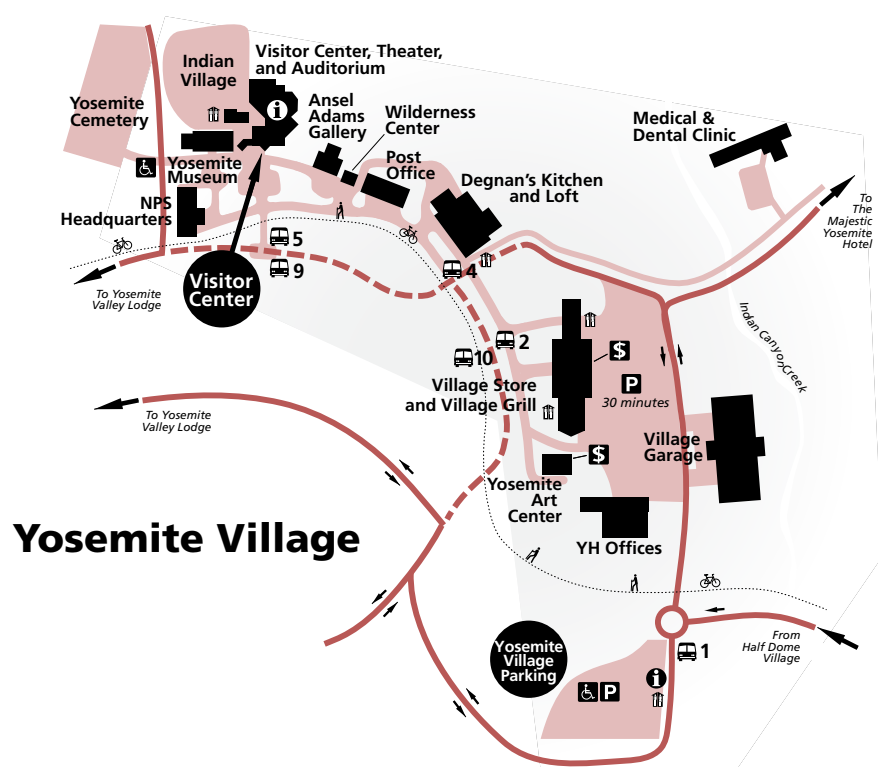 Visitor Center, Theater,
and Auditorium
Indian
Village
Ansel
Adams
Gallery
Yosemite
Cemetery
Wilderness
Center
Medical &
Dental Clinic
Post
Office
Yosemite
Museum
Degnan's Kitchen
and Loft
NPS
Headquarters
To
The
Majestic
Yosemite
Hotel
5
9
4
Visitor
Center
To Yosemite
Valley Lodge
2
10
$
Indian Canyon Creek
P
30 minutes
Village Store
and Village Grill
To Yosemite
Valley Lodge
Village
Garage
$
Yosemite
Art
Center
Yosemite Village
YH Offices
From
Half Dome
Village
1
Yosemite
Village
Parking
P
i
i